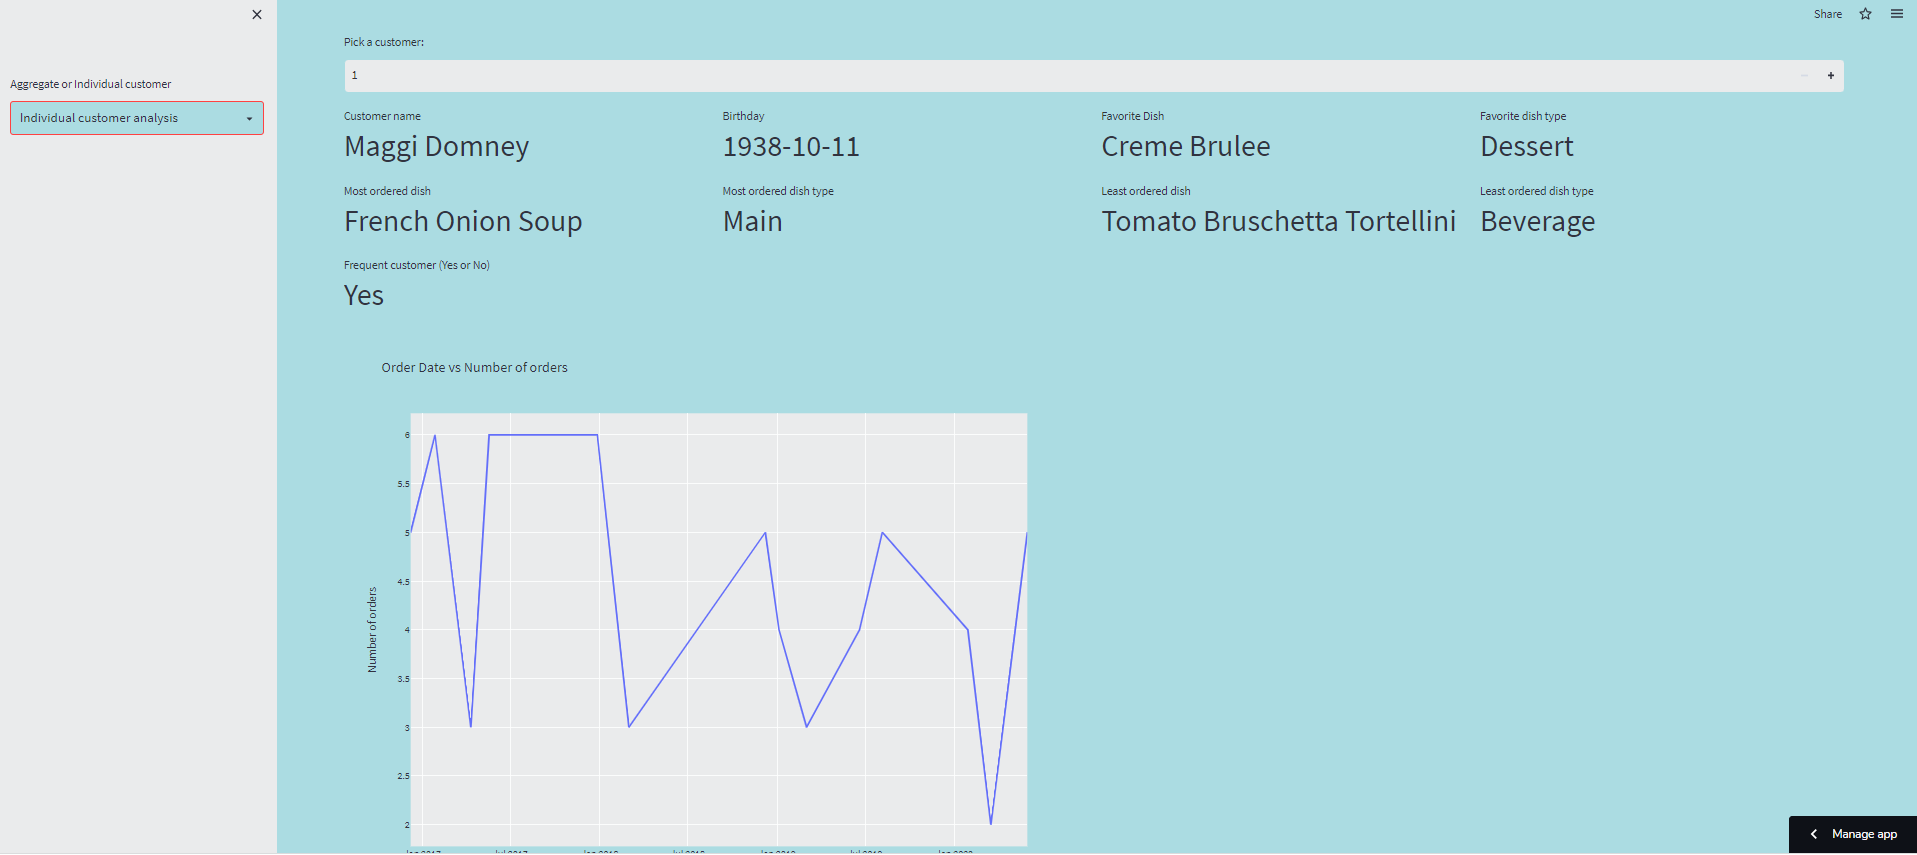 Share
Pick a customer:
1
Aggregate or Individual customer
Individual customer analysis
Customer name
Birthday
Favorite Dish
Favorite dish type
Maggi Domney
1938-10-11
Creme Brulee
Dessert
Most ordered dish
Most ordered dish type
Least ordered dish
Least ordered dish type
French Onion Soup
Main
Tomato Bruschetta Tortellini
Beverage
Frequent customer (Yes or No)
Yes
Order Date vs Number of orders
6
5.5
5
4.5
4
3.5
3
2.5
2
Number of orders
Manage app